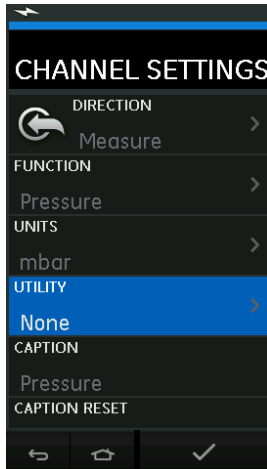 CHANNEL SETTINGS
DIRECTION
Measure
FUNCTION
Pressure
UNITS
mbar
UTILITY
None
CAPTION
Pressure
CAPTION RESET